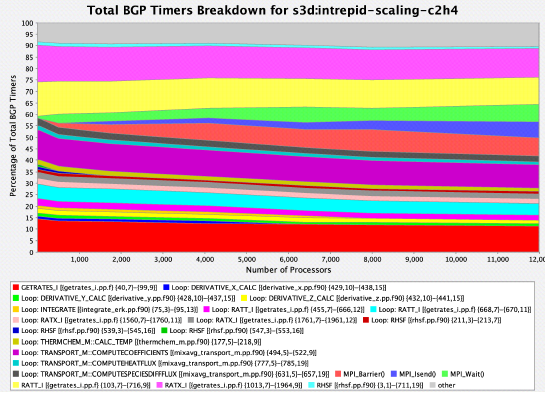 Total BGP Timers Breakdown for s3d:intrepid-scaling-c2h4
Percentage of Total BGP Timers
100
95
90
85
80
75
70
65
60
55
50
45
40
35
30
25
20
15
10
5
0
1,000 2,000 3,000 4,000 5,000 6,000 7,000 8,000 9,000 10,000 11,000 12,000
Number of Processors
GETRATES_I [{getrates_i.pp.f} {40,7}-{99,9}] Loop: DERIVATIVE_X_CALC [{derivative_x.pp.f90} {429,10}-{438,15}]
Loop: DERIVATIVE_Y_CALC [{derivative_y.pp.f90} {428,10}-{437,15}] Loop: DERIVATIVE_Z_CALC [{derivative_z.pp.f90} {432,10}-{441,15}]
Loop: INTEGRATE [{integrate_erk.pp.f90} {75,3}-{95,13}] Loop: RATT_I [{getrates_i.pp.f} {455,7}-{666,12}] Loop: RATT_I [{getrates_i.pp.f} {668,7}-{670,11}]
Loop: RATX_I [{getrates_i.pp.f} {1560,7}-{1760,11}] Loop: RATX_I [{getrates_i.pp.f} {1761,7}-{1961,12}] Loop: RHSF [{rhsf.pp.f90} {211,3}-{213,7}]
Loop: RHSF [{rhsf.pp.f90} {539,3}-{545,16}] Loop: RHSF [{rhsf.pp.f90} {547,3}-{553,16}]
Loop: THERMCHEM_M::CALC_TEMP [{thermchem_m.pp.f90} {177,5}-{218,9}]
Loop: TRANSPORT_M::COMPUTECOEFFICIENTS [{mixavg_transport_m.pp.f90} {494,5}-{522,9}]
Loop: TRANSPORT_M::COMPUTEHEATFLUX [{mixavg_transport_m.pp.f90} {777,5}-{785,19}]
Loop: TRANSPORT_M::COMPUTESPECIESDIFFFLUX [{mixavg_transport_m.pp.f90} {631,5}-{657,19}] MPI_Barrier() MPI_Isend() MPI_Wait()
RATT_I [{getrates_i.pp.f} {103,7}-{716,9}] RATX_I [{getrates_i.pp.f} {1013,7}-{1964,9}] RHSF [{rhsf.pp.f90} {3,1}-{711,19}] other